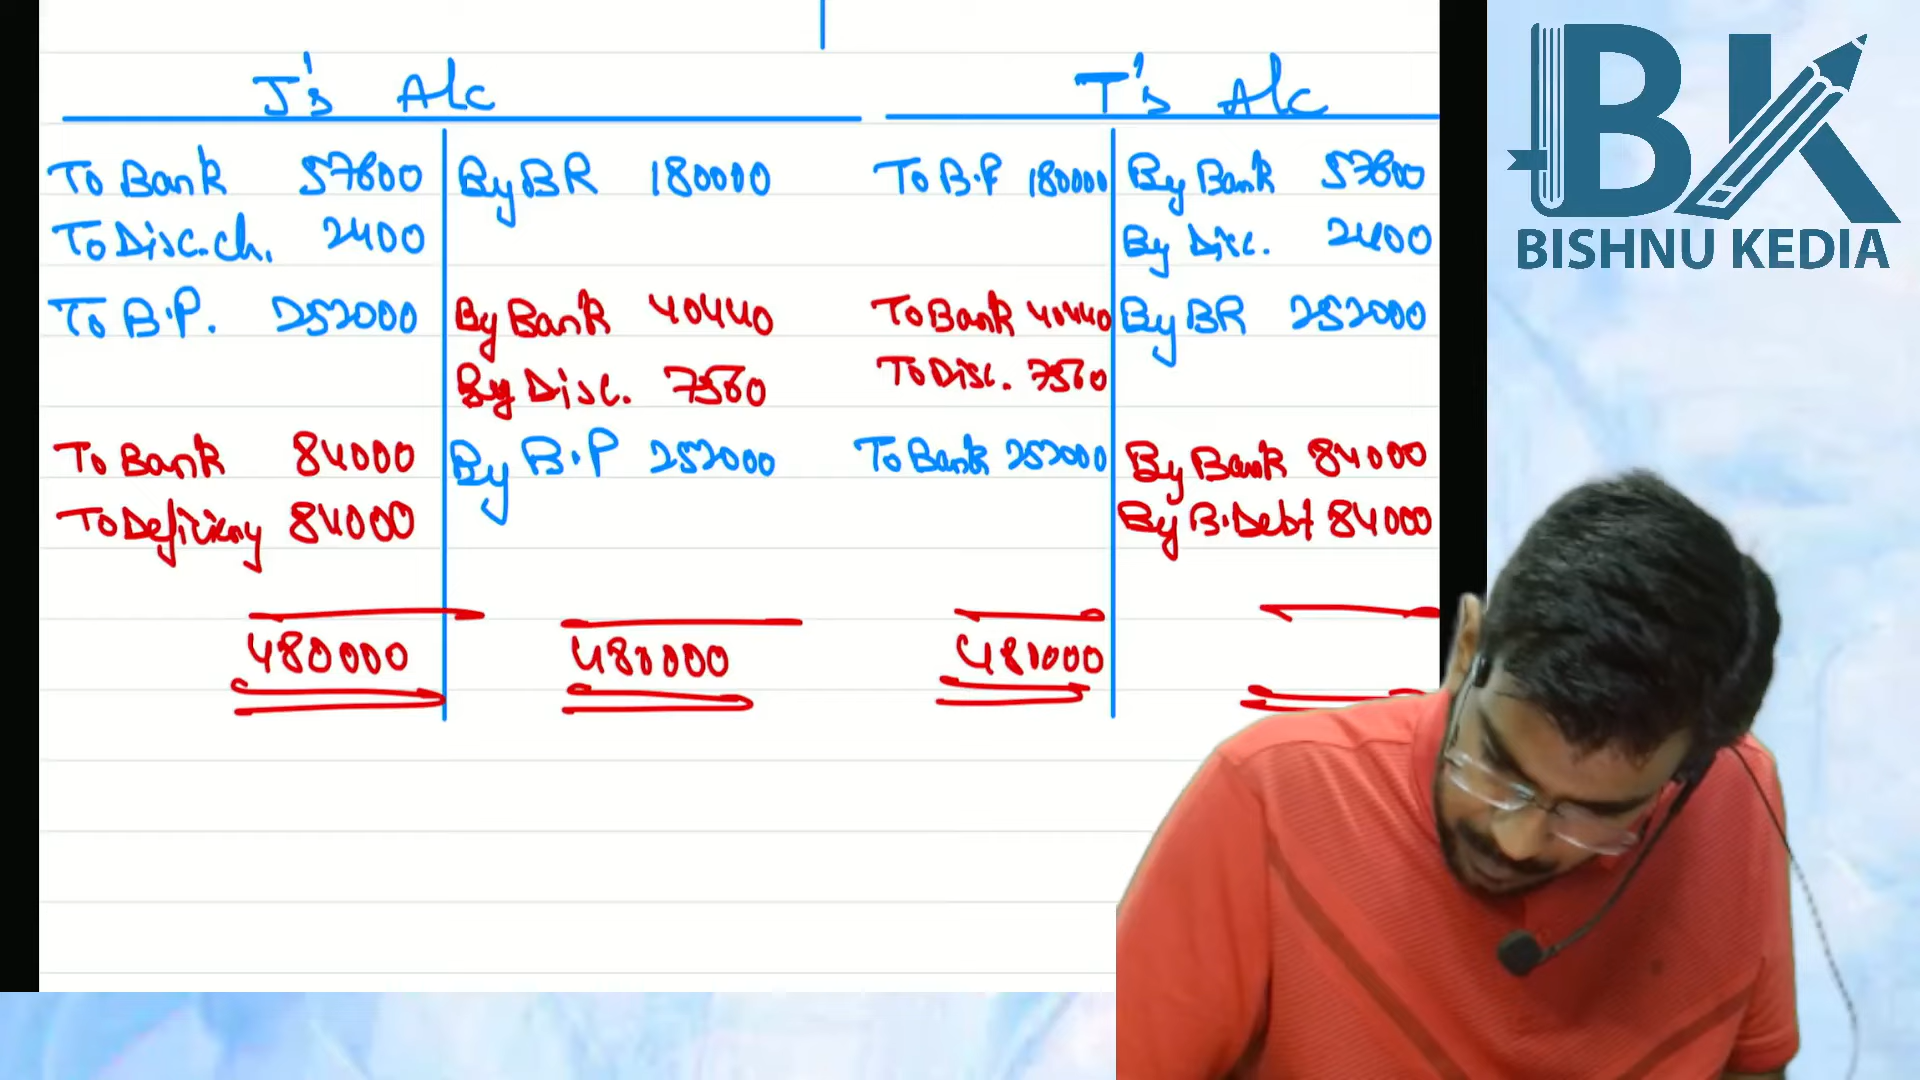 J's A/c
To Bank 57600 By BR 180000
To Disc. Ch. 2400
To B.P. 252000 By Bank 40440
By Disc. 7560
To Bank 84000 By B.P 252000
To Deficiency 84000
480000 480000
T's A/c
To B.P 180000 By Bank 57600
By Disc. 2400
To Bank 40440 By BR 252000
To Disc. 7560
To Bank 252000 By Bank 84000
By B.Debt 84000
480000
BK
BISHNU KEDIA